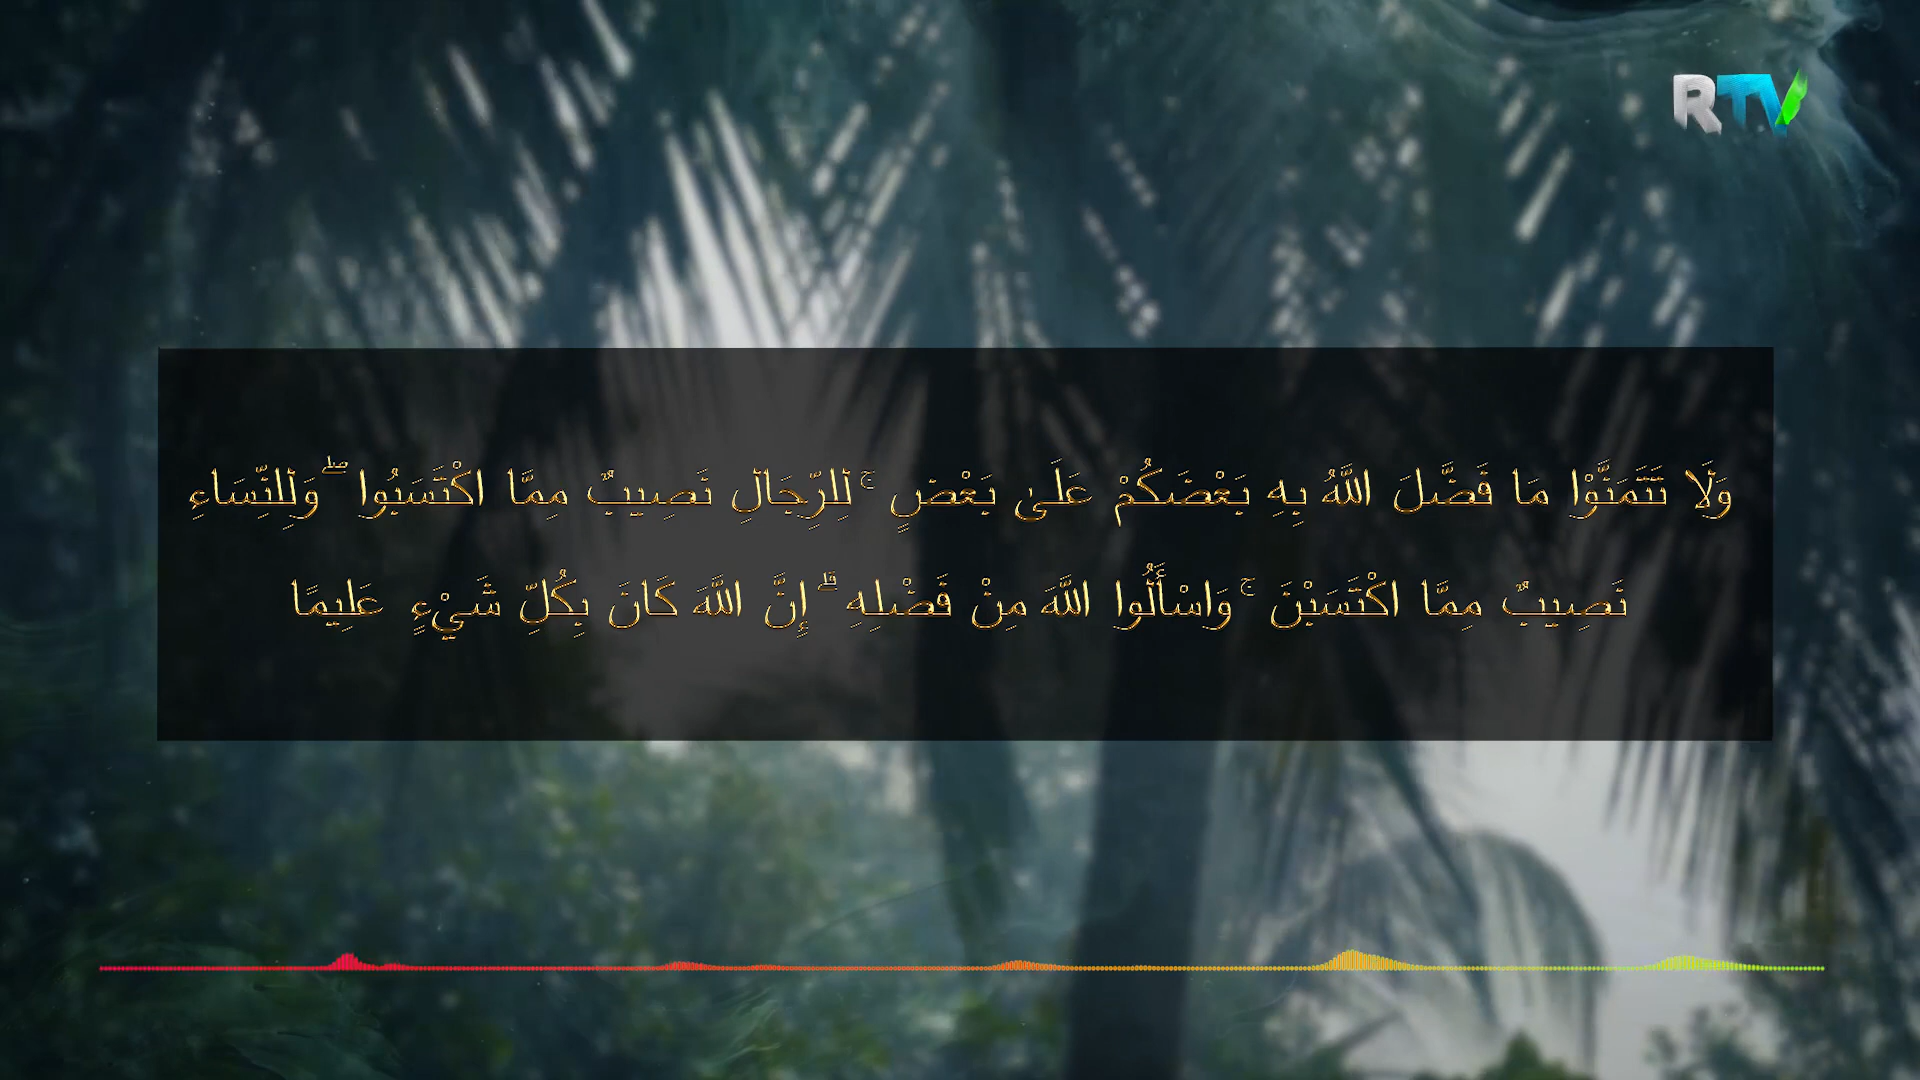 RTV
وَلَا تَتَمَنَّوْا مَا فَضَّلَ اللَّهُ بِهِ بَعْضَكُمْ عَلَىٰ بَعْضٍ ۚ لِّلرِّجَالِ نَصِيبٌ مِمَّا اكْتَسَبُوا ۖ وَلِلنِّسَاءِ
نَصِيبٌ مِمَّا اكْتَسَبْنَ ۚ وَاسْأَلُوا اللَّهَ مِنْ فَضْلِهِ ۗ إِنَّ اللَّهَ كَانَ بِكُلِّ شَيْءٍ عَلِيمًا